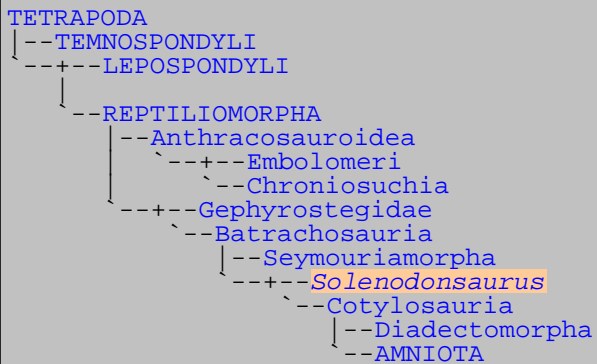 TETRAPODA
|--TEMNOSPONDYLI
`--+--LEPOSPONDYLI
   |
   `--REPTILIOMORPHA
      |--Anthracosauroidea
      |  `--+--Embolomeri
      |     `--Chroniosuchia
      `--+--Gephyrostegidae
         `--Batrachosauria
            |--Seymouriamorpha
            `--+--Solenodonsaurus
               `--Cotylosauria
                  |--Diadectomorpha
                  `--AMNIOTA